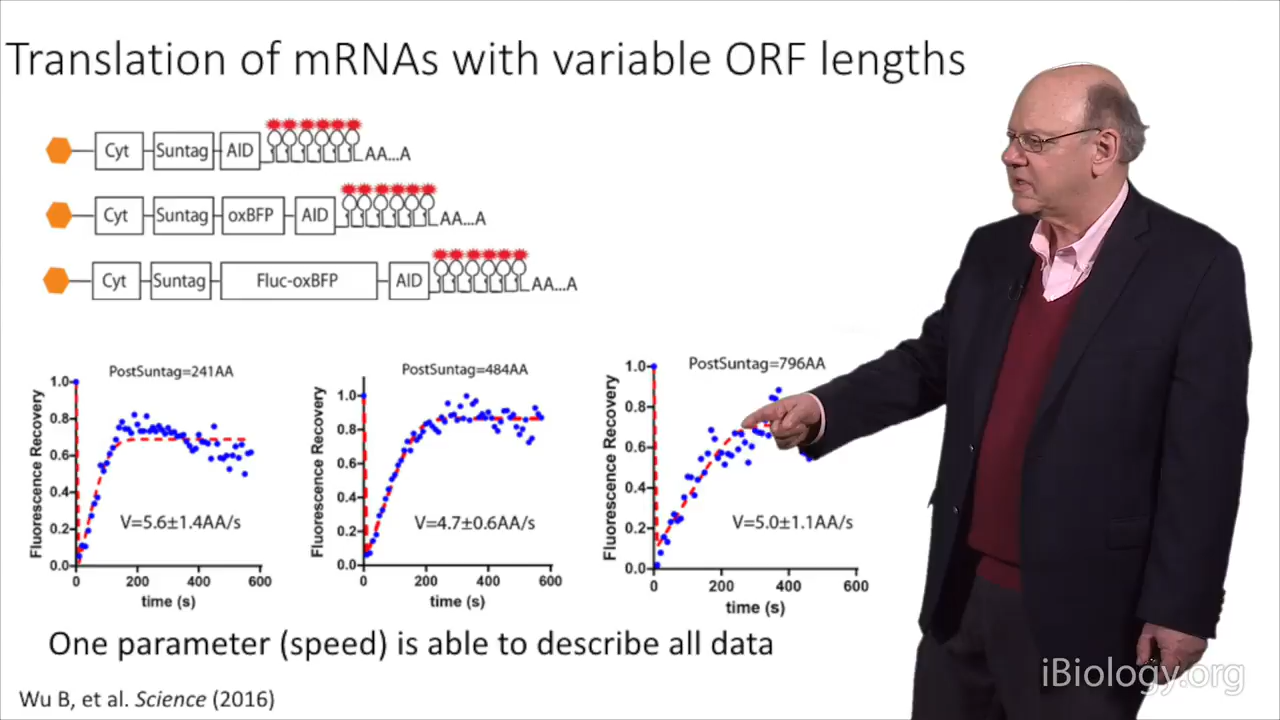 Translation of mRNAs with variable ORF lengths
Cyt Suntag AID AA...A
Cyt Suntag oxBFP AID AA...A
Cyt Suntag Fluc-oxBFP AID AA...A
PostSuntag=241AA
Fluorescence Recovery
1.0
0.8
0.6
0.4
0.2
0.0
V=5.6±1.4AA/s
0 200 400 600
time (s)
PostSuntag=484AA
Fluorescence Recovery
1.0
0.8
0.6
0.4
0.2
0.0
V=4.7±0.6AA/s
0 200 400 600
time (s)
PostSuntag=796AA
Fluorescence Recovery
1.0
0.8
0.6
0.4
0.2
0.0
V=5.0±1.1AA/s
0 200 400 600
time (s)
One parameter (speed) is able to describe all data
Wu B, et al. Science (2016)
iBiology.org